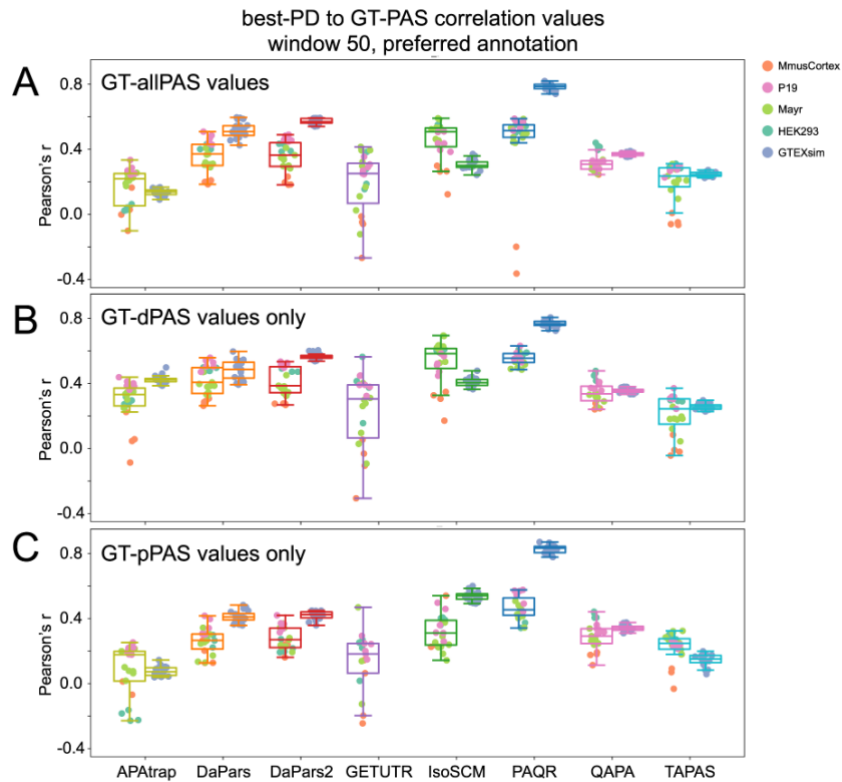 best-PD to GT-PAS correlation values
window 50, preferred annotation
A
GT-allPAS values
Pearson's r
0.8
0.4
0.0
-0.4
MmusCortex
P19
Mayr
HEK293
GTEXsim
B
GT-dPAS values only
Pearson's r
0.8
0.4
0.0
-0.4
C
GT-pPAS values only
Pearson's r
0.8
0.4
0.0
-0.4
APAtrap DaPars DaPars2 GETUTR IsoSCM PAQR QAPA TAPAS